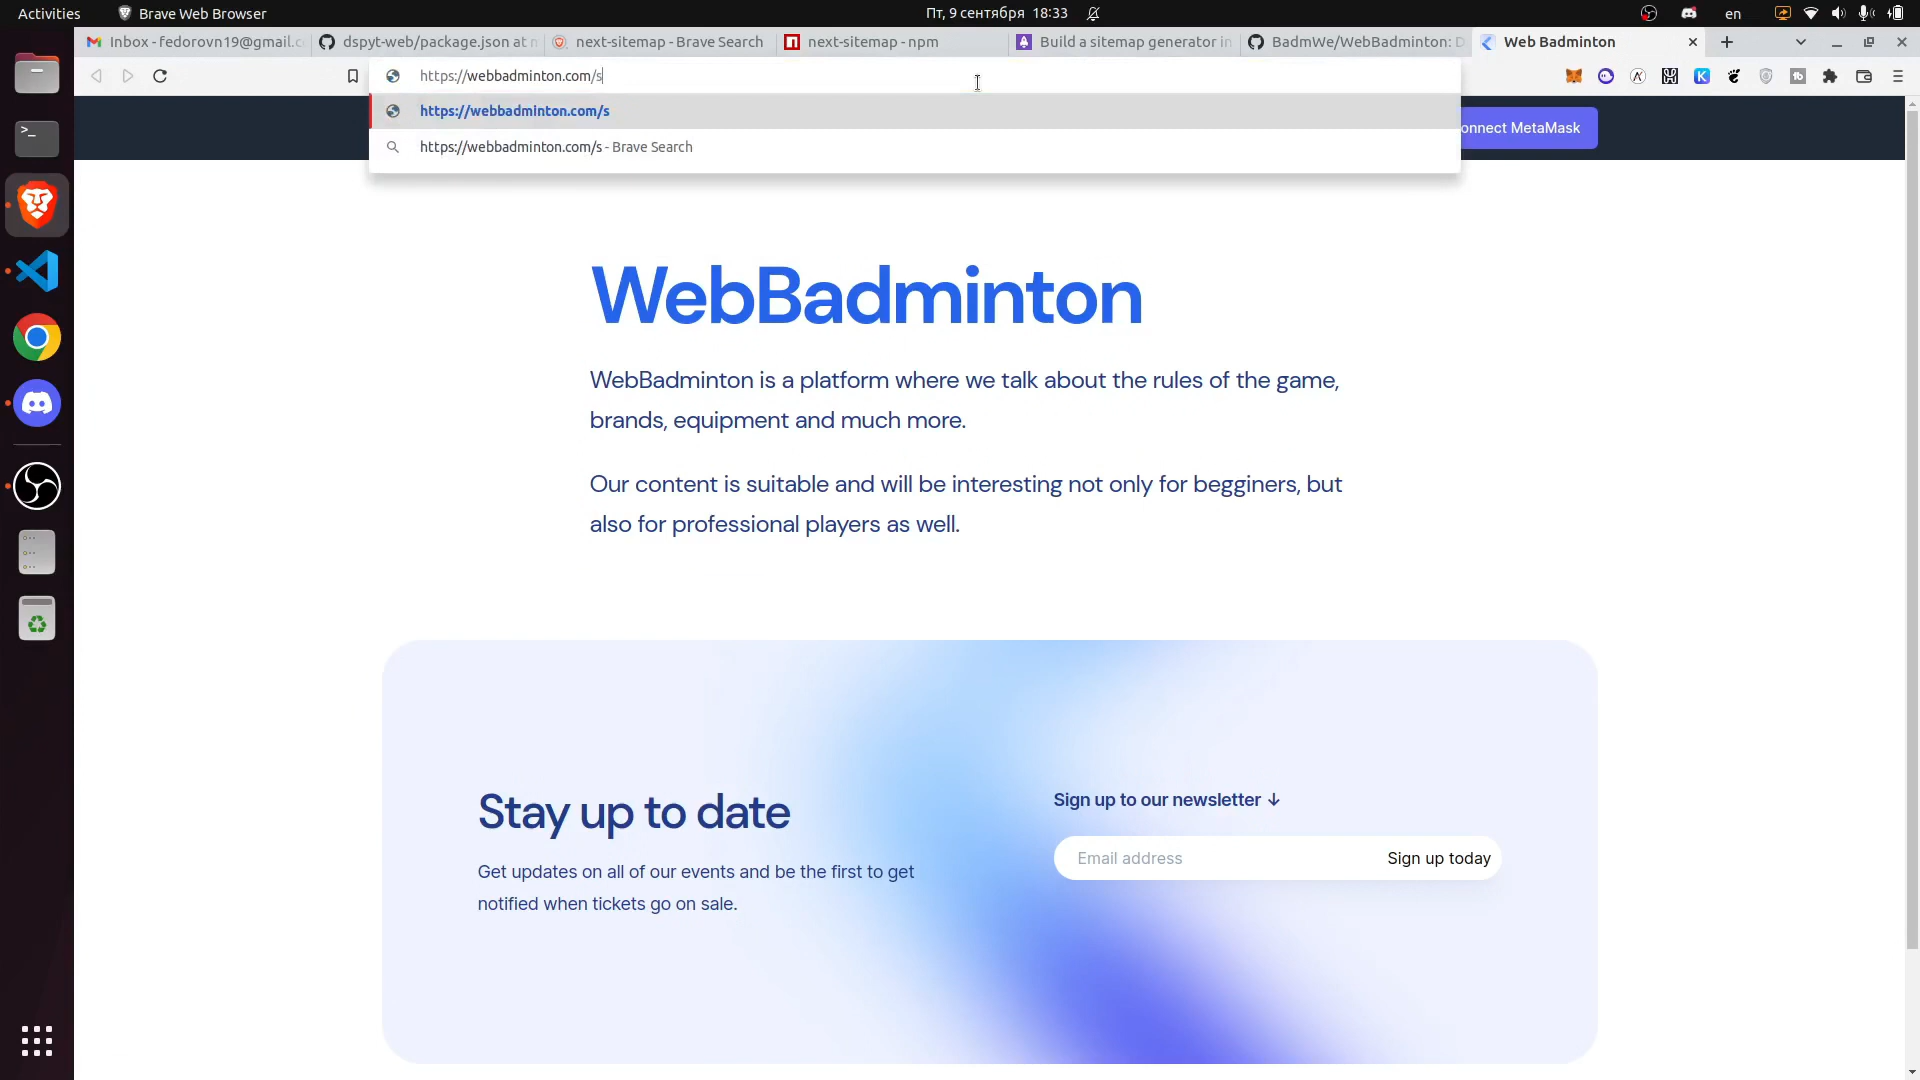 Activities
Brave Web Browser
Пт, 9 сентября 18:33
en
Inbox - fedorovn19@gmail.c
dspyt-web/package.json at n
next-sitemap - Brave Search
next-sitemap - npm
Build a sitemap generator in
BadmWe/WebBadminton: D
Web Badminton
https://webbadminton.com/s
https://webbadminton.com/s
https://webbadminton.com/s - Brave Search
onnect MetaMask
WebBadminton
WebBadminton is a platform where we talk about the rules of the game,
brands, equipment and much more.
Our content is suitable and will be interesting not only for begginers, but
also for professional players as well.
Stay up to date
Get updates on all of our events and be the first to get
notified when tickets go on sale.
Sign up to our newsletter ↓
Email address
Sign up today